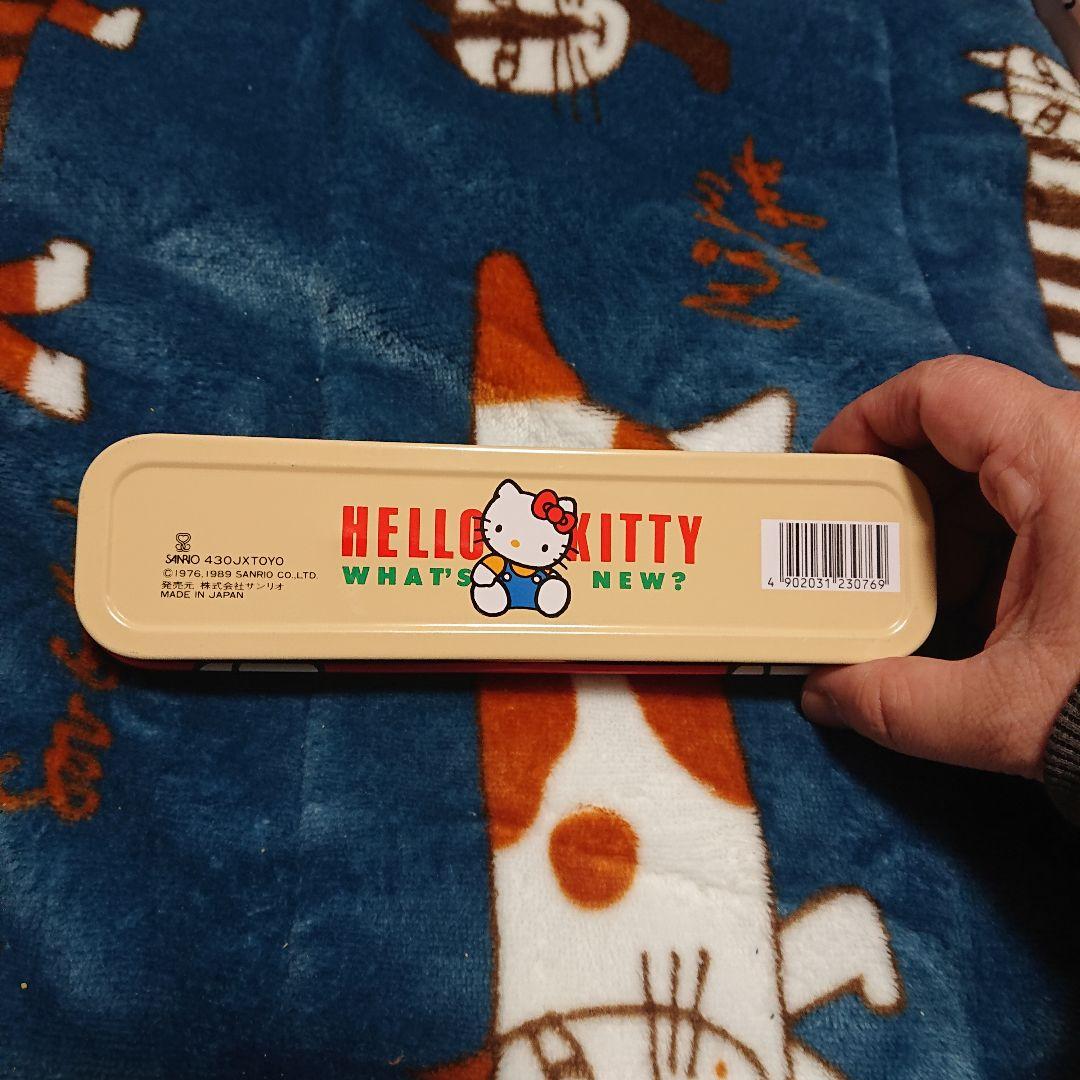 HELLO KITTY
WHAT'S NEW?
SANRIO 430JXTOYO
©1976,1989 SANRIO CO.,LTD.
発売元 株式会社サンリオ
MADE IN JAPAN
4 902031 230769